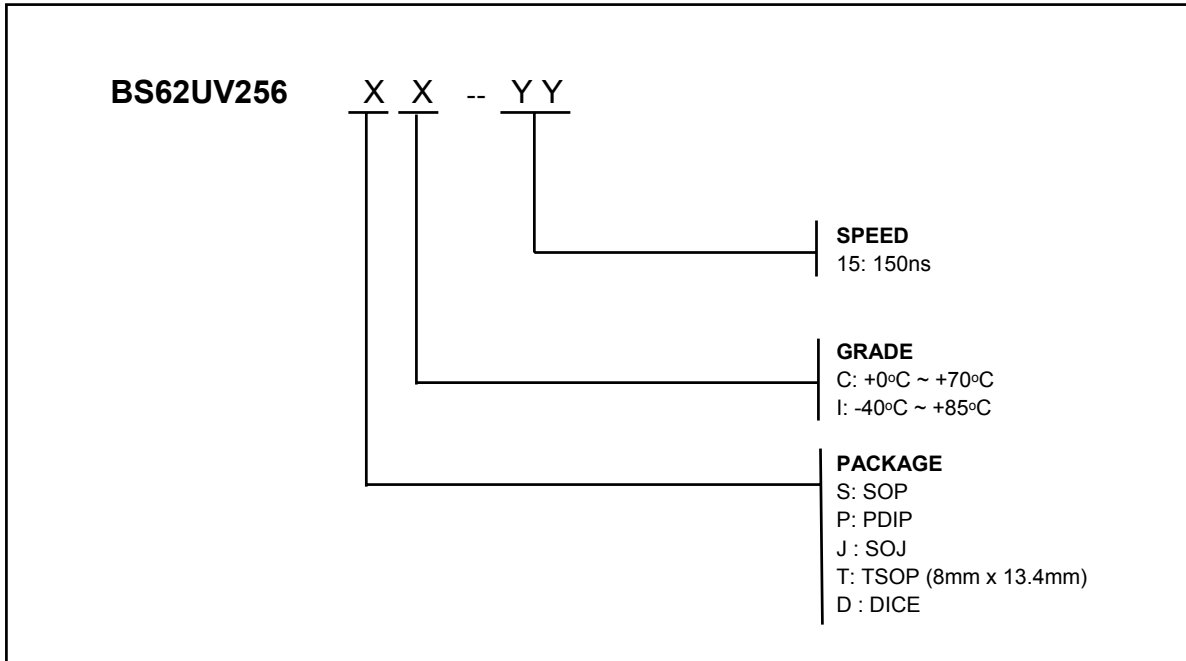 BS62UV256 X X -- Y Y
SPEED
15: 150ns
GRADE
C: +0oC ~ +70oC
I: -40oC ~ +85oC
PACKAGE
S: SOP
P: PDIP
J : SOJ
T: TSOP (8mm x 13.4mm)
D : DICE